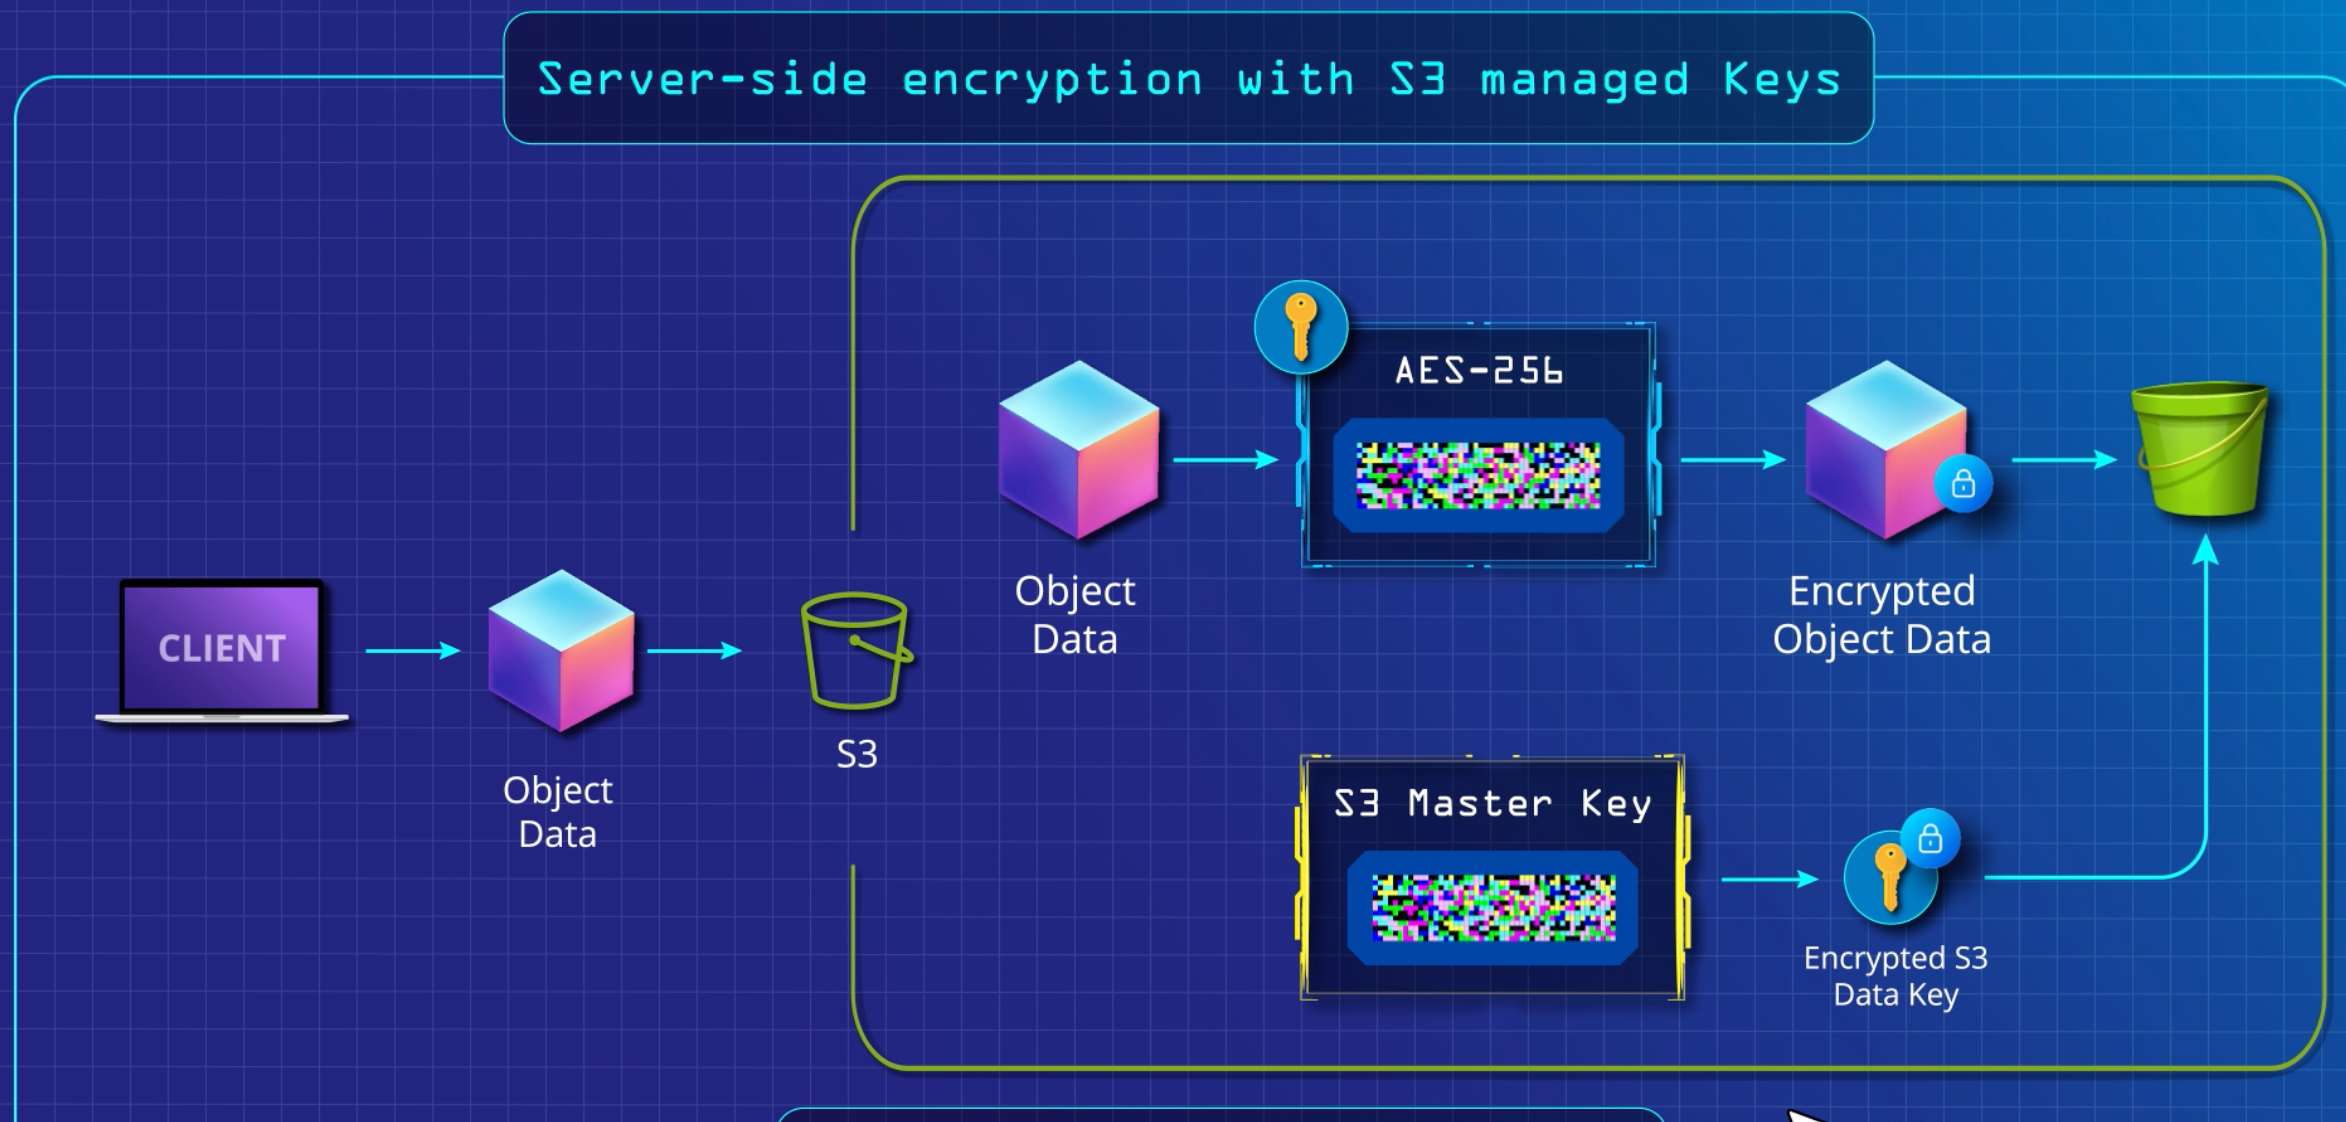 Server-side encryption with S3 managed Keys
CLIENT
Object
Data
S3
Object
Data
AES-256
Encrypted
Object Data
S3 Master Key
Encrypted S3
Data Key